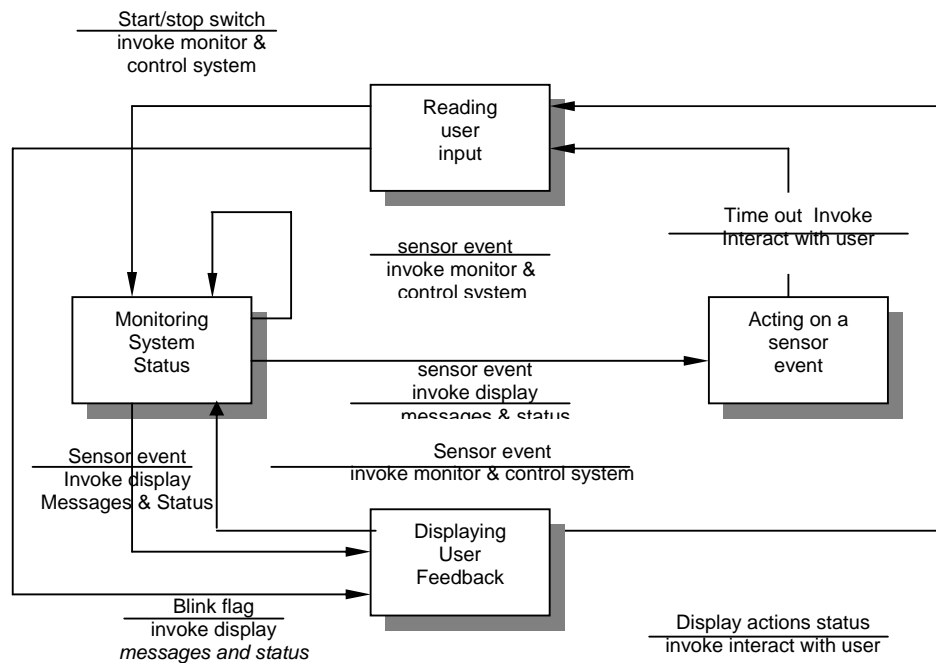 Start/stop switch
invoke monitor &
control system
Reading
user
input
Time out Invoke
Interact with user
sensor event
invoke monitor &
control system
Monitoring
System
Status
Acting on a
sensor
event
sensor event
invoke display
messages & status
Sensor event
Invoke display
Messages & Status
Sensor event
invoke monitor & control system
Displaying
User
Feedback
Blink flag
invoke display
messages and status
Display actions status
invoke interact with user